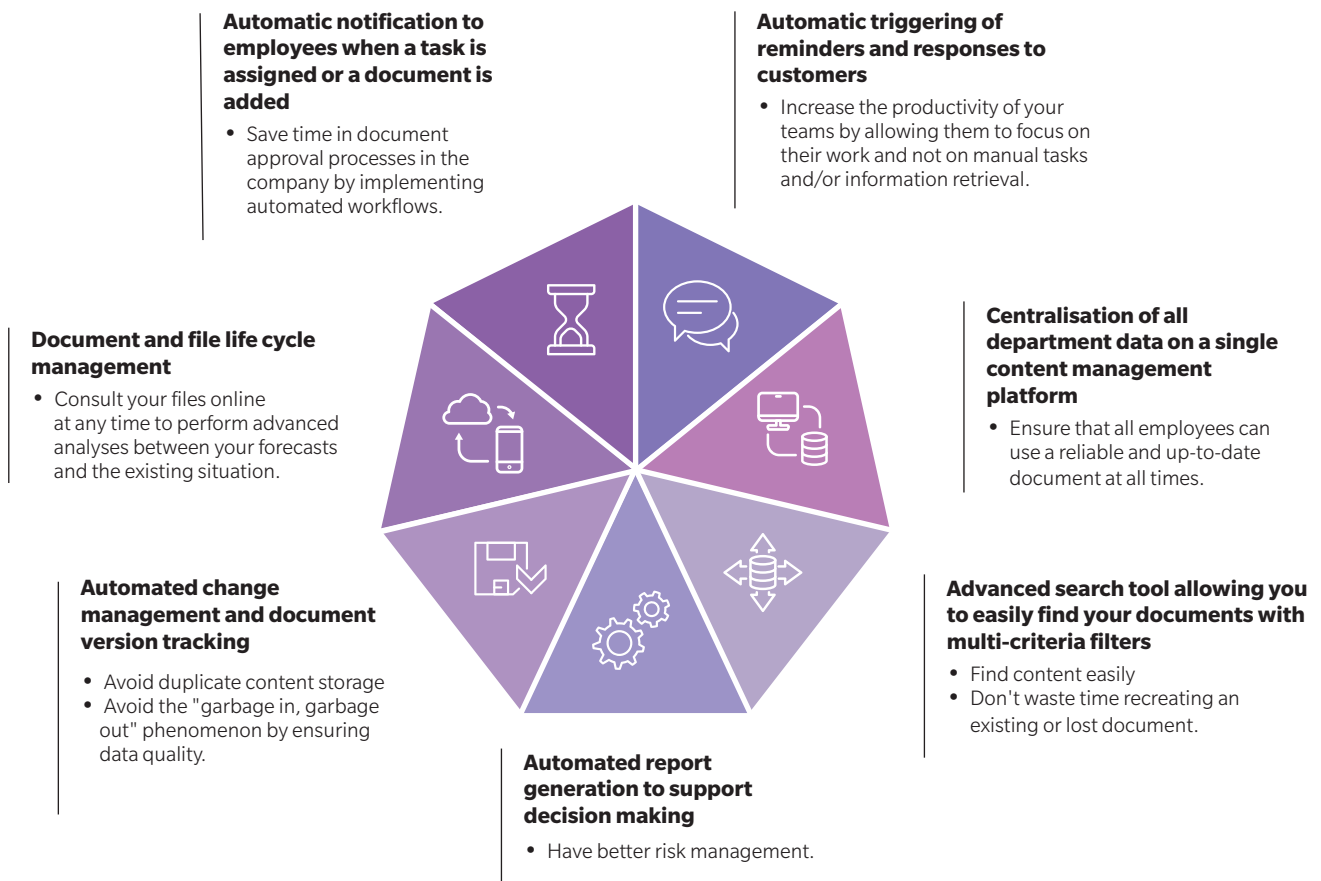 Automatic notification to
employees when a task is
assigned or a document is
added
• Save time in document
approval processes in the
company by implementing
automated workflows.
Automatic triggering of
reminders and responses to
customers
• Increase the productivity of your
teams by allowing them to focus on
their work and not on manual tasks
and/or information retrieval.
Document and file life cycle
management
• Consult your files online
at any time to perform advanced
analyses between your forecasts
and the existing situation.
Centralisation of all
department data on a single
content management
platform
• Ensure that all employees can
use a reliable and up-to-date
document at all times.
Automated change
management and document
version tracking
• Avoid duplicate content storage
• Avoid the "garbage in, garbage
out" phenomenon by ensuring
data quality.
Advanced search tool allowing you
to easily find your documents with
multi-criteria filters
• Find content easily
• Don't waste time recreating an
existing or lost document.
Automated report
generation to support
decision making
• Have better risk management.